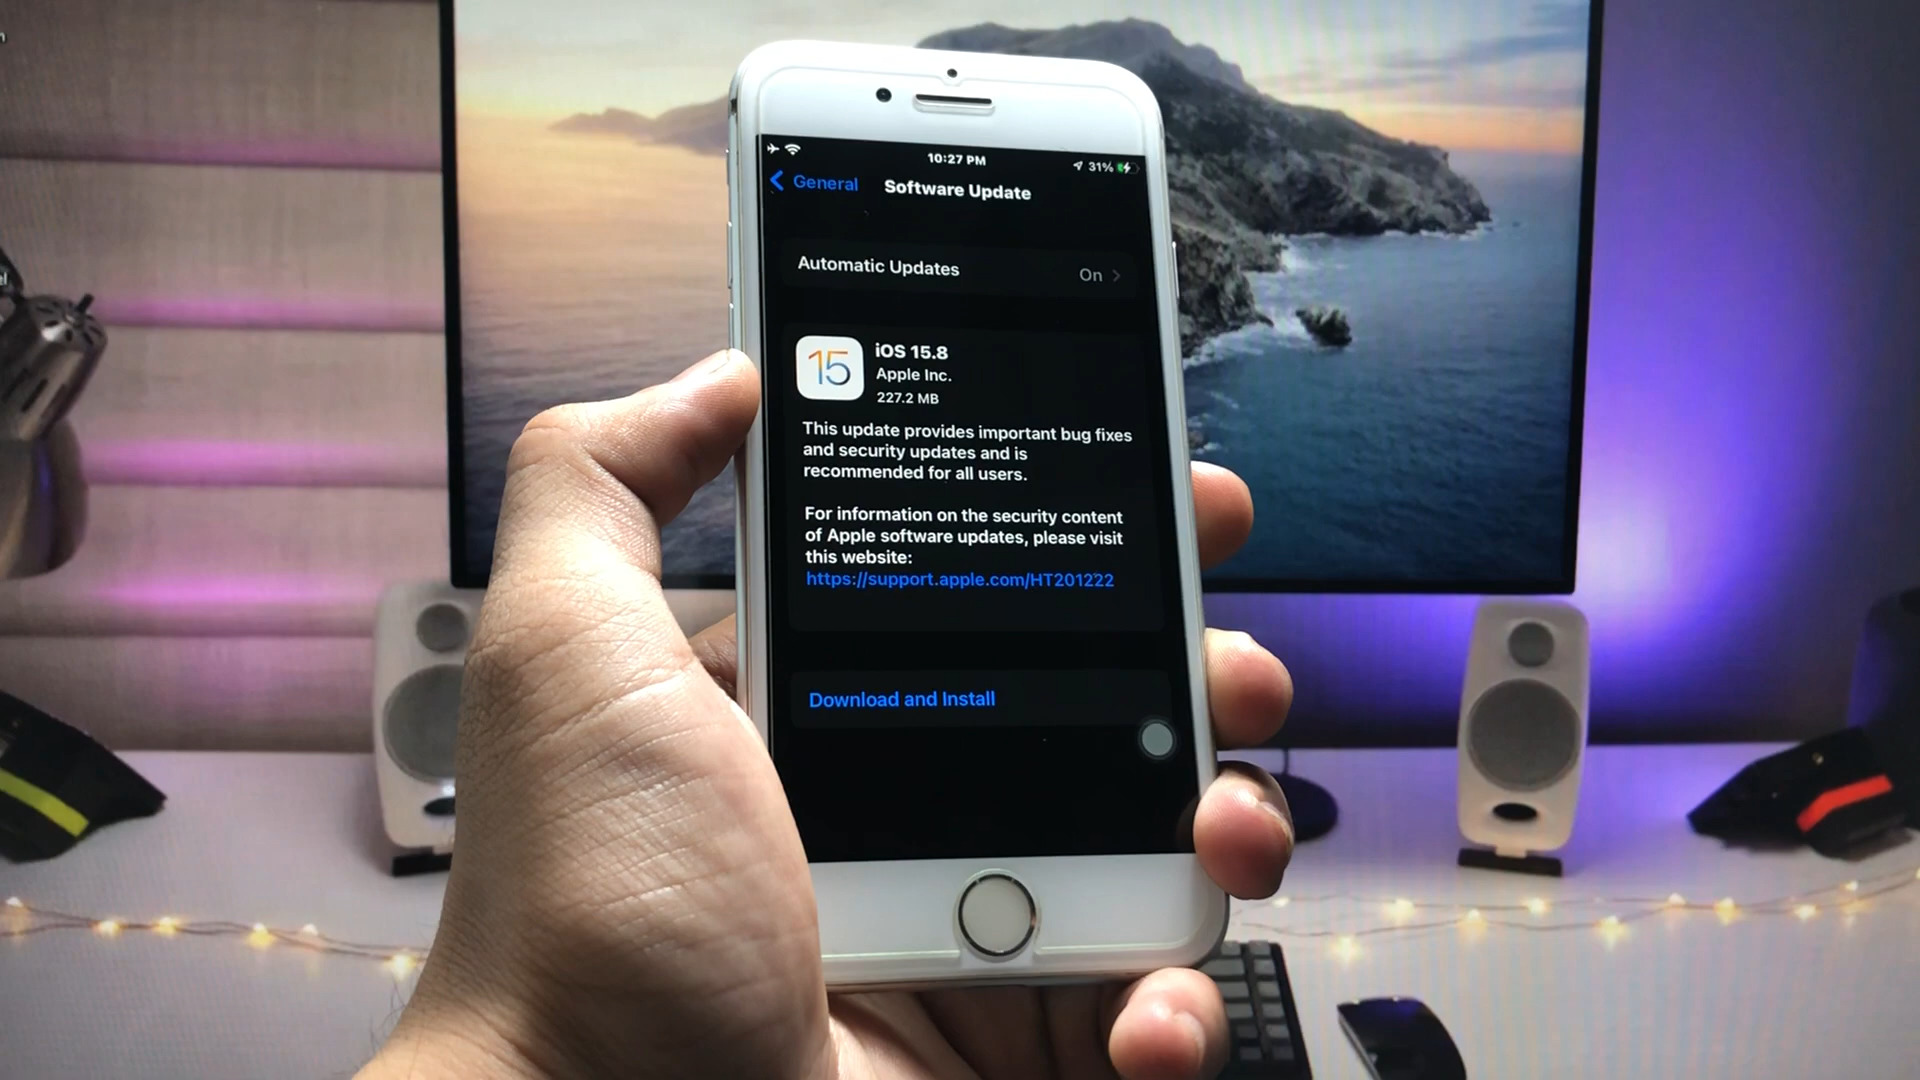 10:27 PM
31%
General
Software Update
Automatic Updates
On
15
iOS 15.8
Apple Inc.
227.2 MB
This update provides important bug fixes
and security updates and is
recommended for all users.
For information on the security content
of Apple software updates, please visit
this website:
https://support.apple.com/HT201222
Download and Install